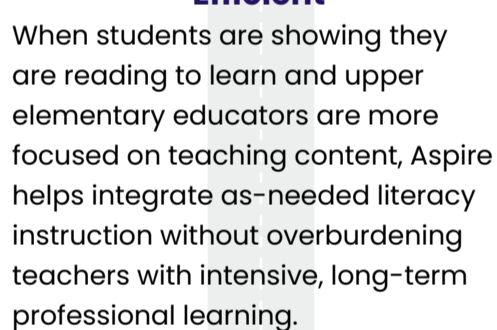 Efficient
When students are showing they
are reading to learn and upper
elementary educators are more
focused on teaching content, Aspire
helps integrate as-needed literacy
instruction without overburdening
teachers with intensive, long-term
professional learning.